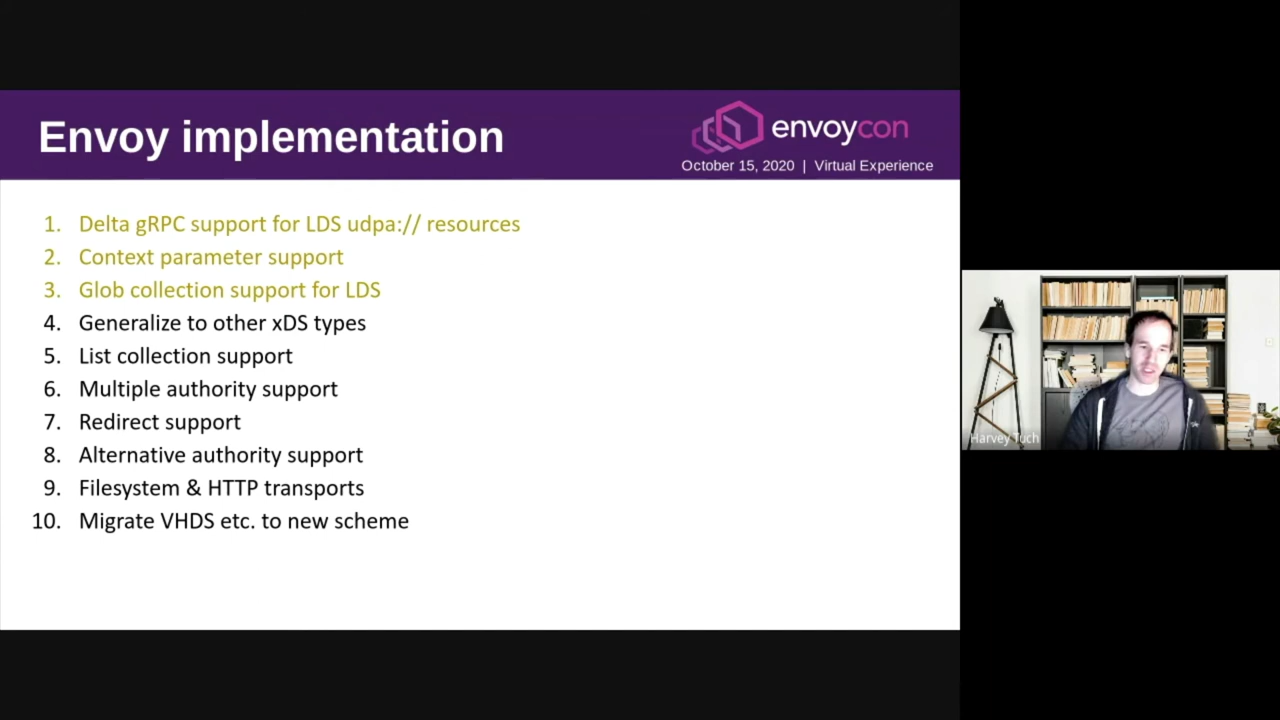 Envoy implementation
envoycon
October 15, 2020 | Virtual Experience
1. Delta gRPC support for LDS udpa:// resources
2. Context parameter support
3. Glob collection support for LDS
4. Generalize to other xDS types
5. List collection support
6. Multiple authority support
7. Redirect support
8. Alternative authority support
9. Filesystem & HTTP transports
10. Migrate VHDS etc. to new scheme
Harvey Tuch